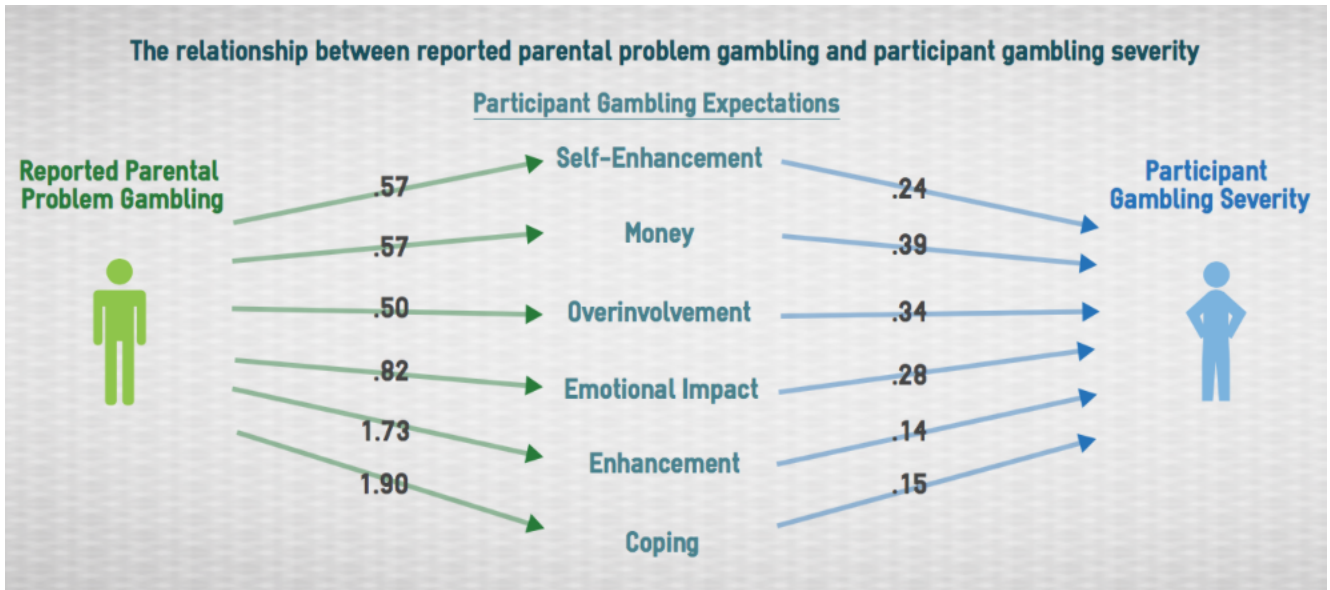 The relationship between reported parental problem gambling and participant gambling severity
Participant Gambling Expectations
Reported Parental
Problem Gambling
Participant
Gambling Severity
.57
Self-Enhancement
.24
.57
Money
.39
.50
Overinvolvement
.34
.82
Emotional Impact
.28
1.73
Enhancement
.14
1.90
Coping
.15